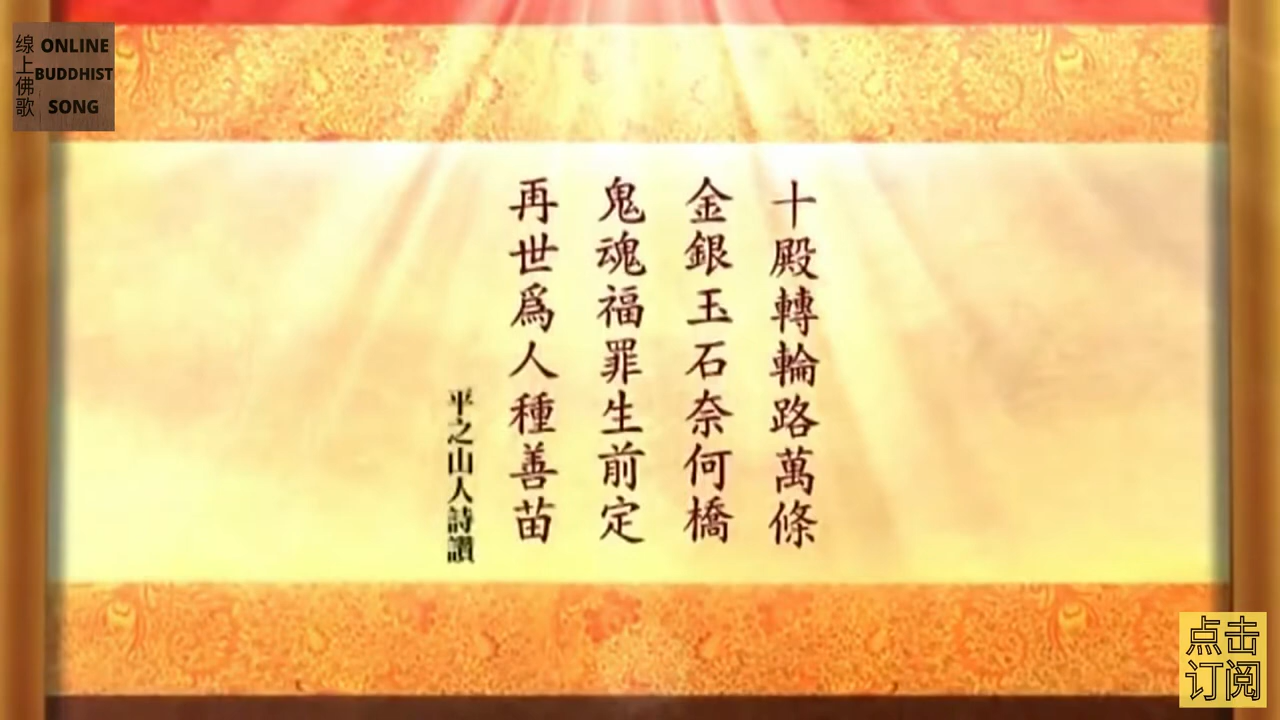 线上佛歌
ONLINE
BUDDHIST
SONG
十殿轉輪路萬條
金銀玉石奈何橋
鬼魂福罪生前定
再世爲人種善苗
平之山人詩讚
点击
订阅